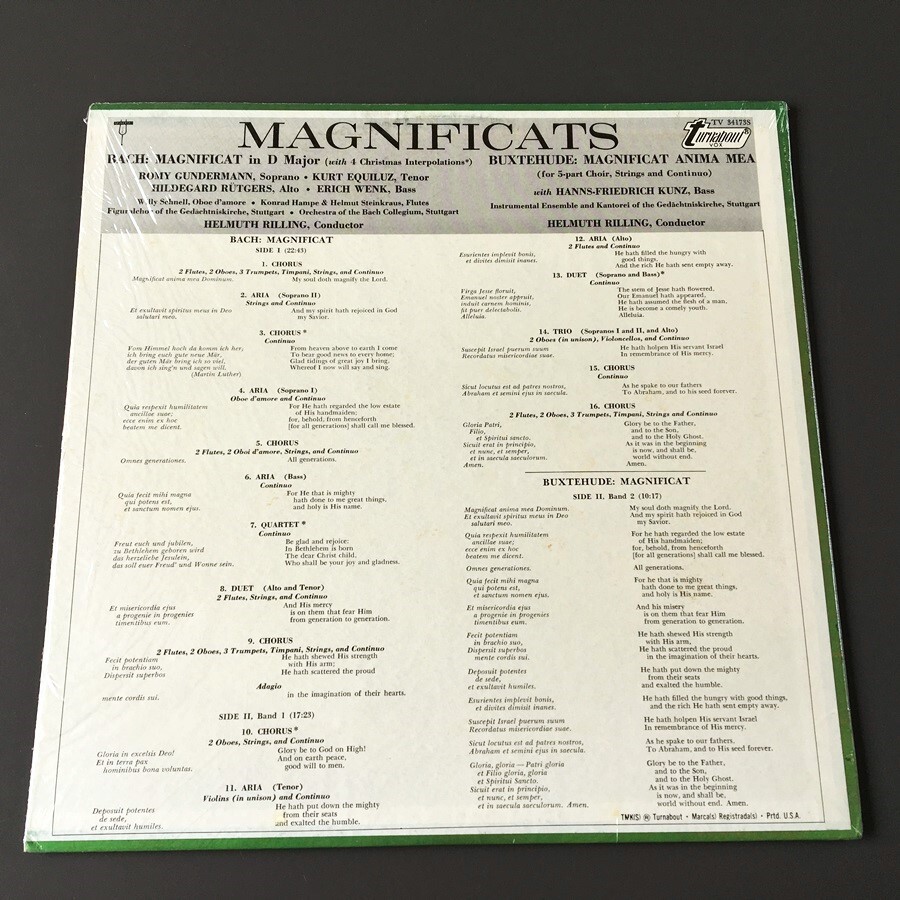 MAGNIFICATS
TV 34173S
turnabout
VOX
BACH: MAGNIFICAT in D Major (with 4 Christmas Interpolations*)
ROMY GUNDERMANN, Soprano • KURT EQUILUZ, Tenor
HILDEGARD RÜTGERS, Alto • ERICH WENK, Bass
Willy Schnell, Oboe d'amore • Konrad Hampe & Helmut Steinkraus, Flutes
Figuralchor of the Gedächtniskirche, Stuttgart • Orchestra of the Bach Collegium, Stuttgart
HELMUTH RILLING, Conductor
BUXTEHUDE: MAGNIFICAT ANIMA MEA
(for 5-part Choir, Strings and Continuo)
with HANNS-FRIEDRICH KUNZ, Bass
Instrumental Ensemble and Kantorei of the Gedächtniskirche, Stuttgart
HELMUTH RILLING, Conductor
BACH: MAGNIFICAT
SIDE I (22:43)
1. CHORUS
2 Flutes, 2 Oboes, 3 Trumpets, Timpani, Strings, and Continuo
Magnificat anima mea Dominum. My soul doth magnify the Lord.
2. ARIA (Soprano II)
Strings and Continuo
Et exultavit spiritus meus in Deo And my spirit hath rejoiced in God
salutari meo. my Savior.
3. CHORUS *
Continuo
Vom Himmel hoch da komm ich her, From heaven above to earth I come
ich bring euch gute neue Mär, To bear good news to every home;
der guten Mär bring ich so viel, Glad tidings of great joy I bring,
davon ich sing'n und sagen will. Whereof I now will say and sing.
(Martin Luther)
4. ARIA (Soprano I)
Oboe d'amore and Continuo
Quia respexit humilitatem For He hath regarded the low estate
ancillae suae; of His handmaiden;
ecce enim ex hoc for, behold, from henceforth
beatam me dicent. [for all generations] shall call me blessed.
5. CHORUS
2 Flutes, 2 Oboi d'amore, Strings, and Continuo
Omnes generationes. All generations.
6. ARIA (Bass)
Continuo
Quia fecit mihi magna For He that is mighty
qui potens est, hath done to me great things,
et sanctum nomen ejus. and holy is His name.
7. QUARTET *
Continuo
Freut euch und jubilen, Be glad and rejoice:
zu Bethlehem geboren wird In Bethlehem is born
das herzeliebe Jesulein, The dear Christ child,
das soll euer Freud' und Wonne sein. Who shall be your joy and gladness.
8. DUET (Alto and Tenor)
2 Flutes, Strings, and Continuo
Et misericordia ejus And His mercy
a progenie in progenies is on them that fear Him
timentibus eum. from generation to generation.
9. CHORUS
2 Flutes, 2 Oboes, 3 Trumpets, Timpani, Strings, and Continuo
Fecit potentiam He hath shewed His strength
in brachio suo, with His arm;
Dispersit superbos He hath scattered the proud
Adagio
mente cordis sui. in the imagination of their hearts.
SIDE II, Band 1 (17:23)
10. CHORUS *
2 Oboes, Strings, and Continuo
Gloria in excelsis Deo! Glory be to God on High!
Et in terra pax And on earth peace,
hominibus bona voluntas. good will to men.
11. ARIA (Tenor)
Violins (in unison) and Continuo
Deposuit potentes He hath put down the mighty
de sede, from their seats
et exultavit humiles. and exalted the humble.
12. ARIA (Alto)
2 Flutes and Continuo
Esurientes implevit bonis, He hath filled the hungry with
et divites dimisit inanes. good things,
And the rich He hath sent empty away.
13. DUET (Soprano and Bass)*
Continuo
Virga Jesse floruit, The stem of Jesse hath flowered,
Emanuel noster appruit, Our Emanuel hath appeared,
induit carnem hominis, He hath assumed the flesh of a man,
fit puer delectabolis. He is become a comely youth.
Alleluia. Alleluia.
14. TRIO (Sopranos I and II, and Alto)
2 Oboes (in unison), Violoncellos, and Continuo
Suscepit Israel puerum suum He hath holpen His servant Israel
Recordatus misericordiae suae. In remembrance of His mercy.
15. CHORUS
Continuo
Sicut locutus est ad patres nostros, As he spake to our fathers
Abraham et semini ejus in saecula. To Abraham, and to his seed forever.
16. CHORUS
2 Flutes, 2 Oboes, 3 Trumpets, Timpani, Strings and Continuo
Gloria Patri, Glory be to the Father,
Filio, and to the Son,
et Spiritui sancto. and to the Holy Ghost.
Sicut erat in principio, As it was in the beginning
et nunc, et semper, is now, and shall be,
et in saecula saeculorum. world without end.
Amen. Amen.
BUXTEHUDE: MAGNIFICAT
SIDE II, Band 2 (10:17)
Magnificat anima mea Dominum. My soul doth magnify the Lord.
Et exultavit spiritus meus in Deo And my spirit hath rejoiced in God
salutari meo. my Savior.
Quia respexit humilitatem For he hath regarded the low estate
ancillae suae; of His handmaiden;
ecce enim ex hoc for, behold, from henceforth
beatem me dicent. [for all generations] shall call me blessed.
Omnes generationes. All generations.
Quia fecit mihi magna For he that is mighty
qui potens est, hath done to me great things,
et sanctum nomen ejus. and holy is His name.
Et misericordia ejus And his misery
a progenie in progenies is on them that fear Him
timentibus eum. from generation to generation.
Fecit potentiam He hath shewed His strength
in brachio suo, with His arm,
Dispersit superbos He hath scattered the proud
mente cordis sui. in the imagination of their hearts.
Deposuit potentes He hath put down the mighty
de sede, from their seats
et exultavit humiles. and exalted the humble.
Esurientes implevit bonis, He hath filled the hungry with good things,
et divites dimisit inanes. and the rich He hath sent empty away.
Suscepit Israel puerum suum He hath holpen His servant Israel
Recordatus misericordiae suae. In remembrance of His mercy.
Sicut locutus est ad patres nostros, As he spake to our fathers,
Abraham et semini ejus in saecula. To Abraham, and to His seed forever.
Gloria, gloria — Patri gloria Glory be to the Father,
et Filio gloria, gloria and to the Son,
et Spiritui Sancto. and to the Holy Ghost.
Sicut erat in principio, As it was in the beginning
et nunc, et semper, is now, and shall be,
et in saecula saeculorum. Amen. world without end. Amen.
TMK(S) ® Turnabout • Marca(s) Registrada(s) • Prtd. U.S.A.